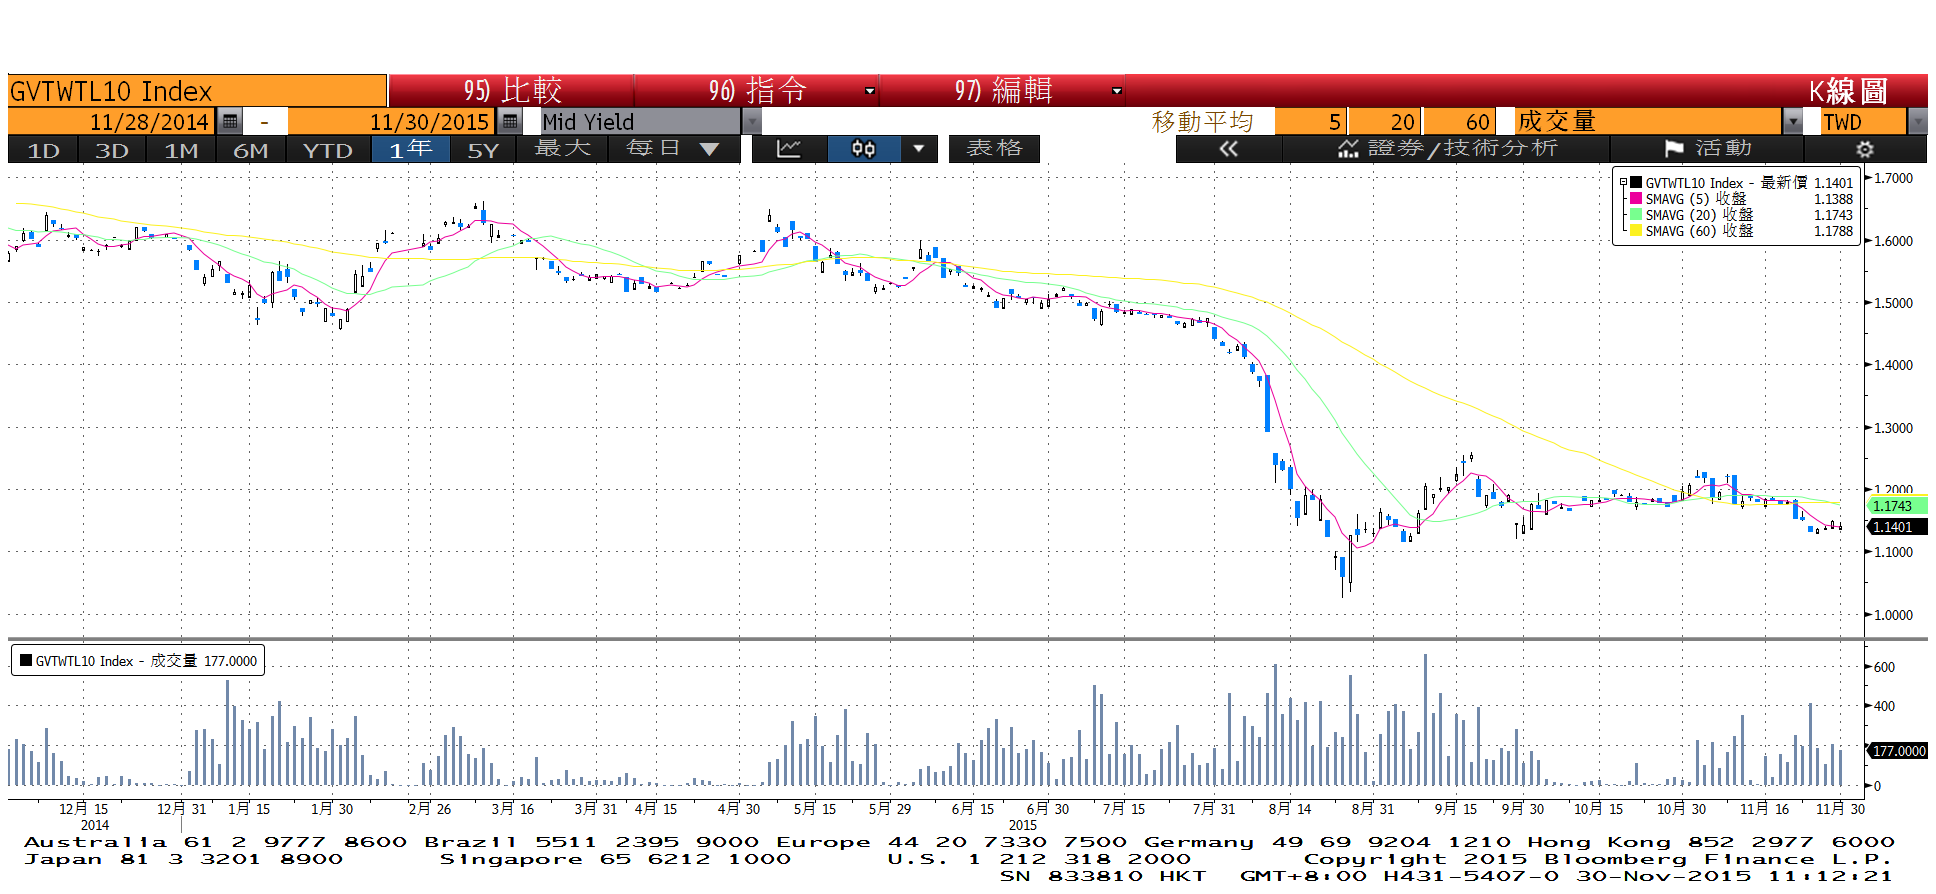 GVTWTL10 Index 95) 比較 96) 指令 97) 編輯 K線圖
11/28/2014 - 11/30/2015 Mid Yield 移動平均 5 20 60 成交量 TWD
1D 3D 1M 6M YTD 1年 5Y 最大 每日 表格 « 證券/技術分析 活動
GVTWTL10 Index - 最新價 1.1401
SMAVG (5) 收盤 1.1388
SMAVG (20) 收盤 1.1743
SMAVG (60) 收盤 1.1788
1.7000
1.6000
1.5000
1.4000
1.3000
1.2000
1.1743
1.1401
1.1000
1.0000
GVTWTL10 Index - 成交量 177.0000
600
400
177.0000
0
12月 15 12月 31 1月 15 1月 30 2月 26 3月 16 3月 31 4月 15 4月 30 5月 15 5月 29 6月 15 6月 30 7月 15 7月 31 8月 14 8月 31 9月 15 9月 30 10月 15 10月 30 11月 16 11月 30
2014 2015
Australia 61 2 9777 8600 Brazil 5511 2395 9000 Europe 44 20 7330 7500 Germany 49 69 9204 1210 Hong Kong 852 2977 6000
Japan 81 3 3201 8900 Singapore 65 6212 1000 U.S. 1 212 318 2000 Copyright 2015 Bloomberg Finance L.P.
SN 833810 HKT GMT+8:00 H431-5407-0 30-Nov-2015 11:12:21